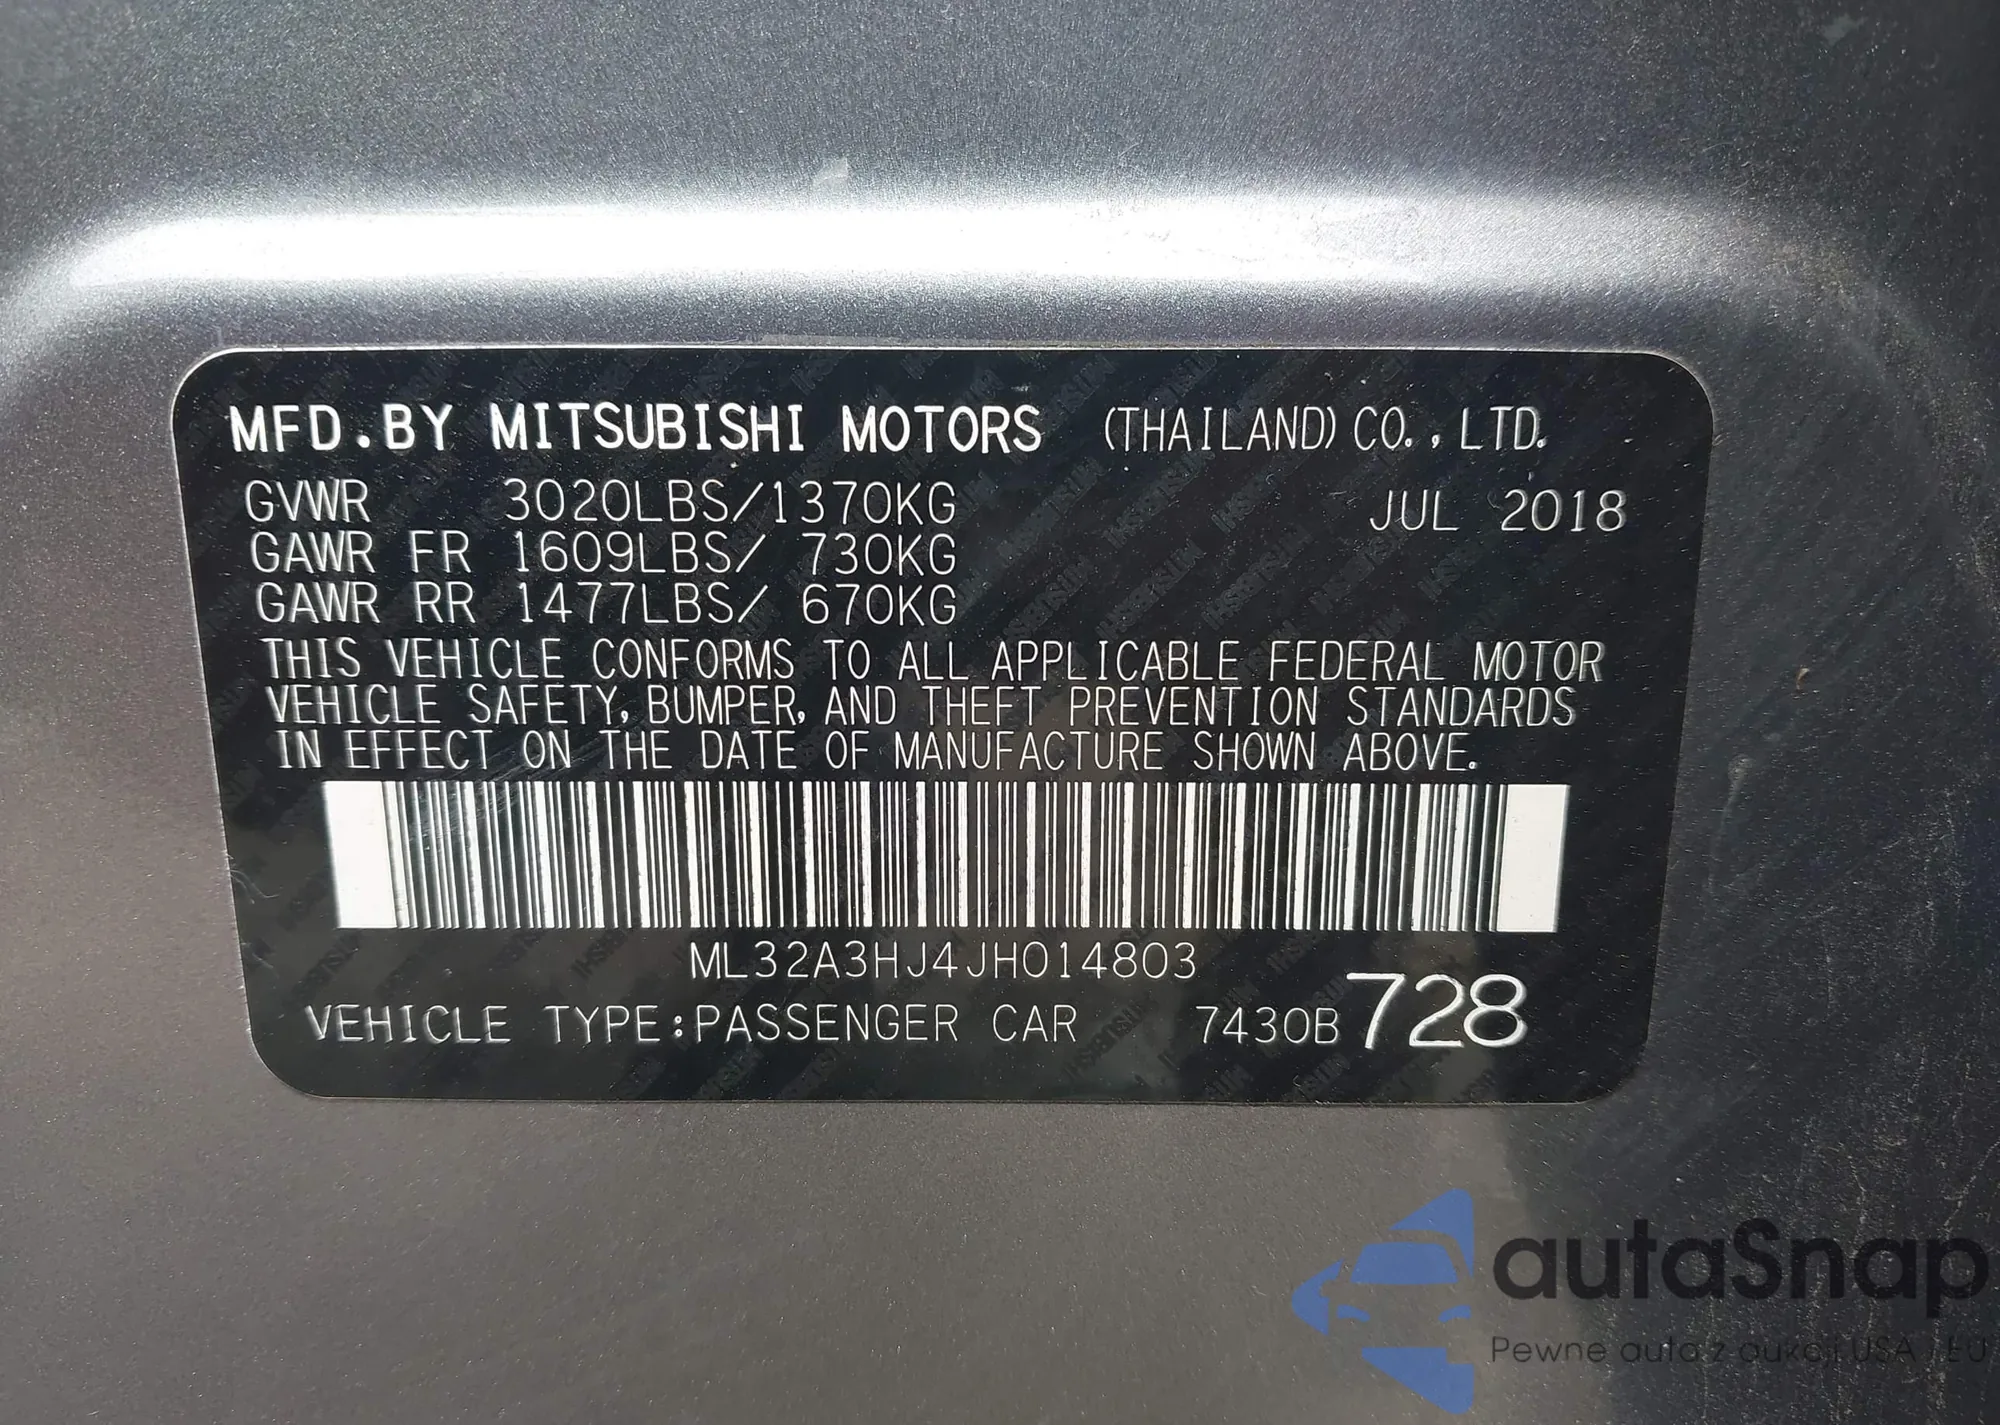 MFD.BY MITSUBISHI MOTORS (THAILAND) CO.,LTD.
GVWR 3020LBS/1370KG JUL 2018
GAWR FR 1609LBS/ 730KG
GAWR RR 1477LBS/ 670KG
THIS VEHICLE CONFORMS TO ALL APPLICABLE FEDERAL MOTOR
VEHICLE SAFETY, BUMPER, AND THEFT PREVENTION STANDARDS
IN EFFECT ON THE DATE OF MANUFACTURE SHOWN ABOVE.
ML32A3HJ4JH014803
VEHICLE TYPE:PASSENGER CAR 7430B 728
autaSnap
Pewne auta z aukcji USA i EU